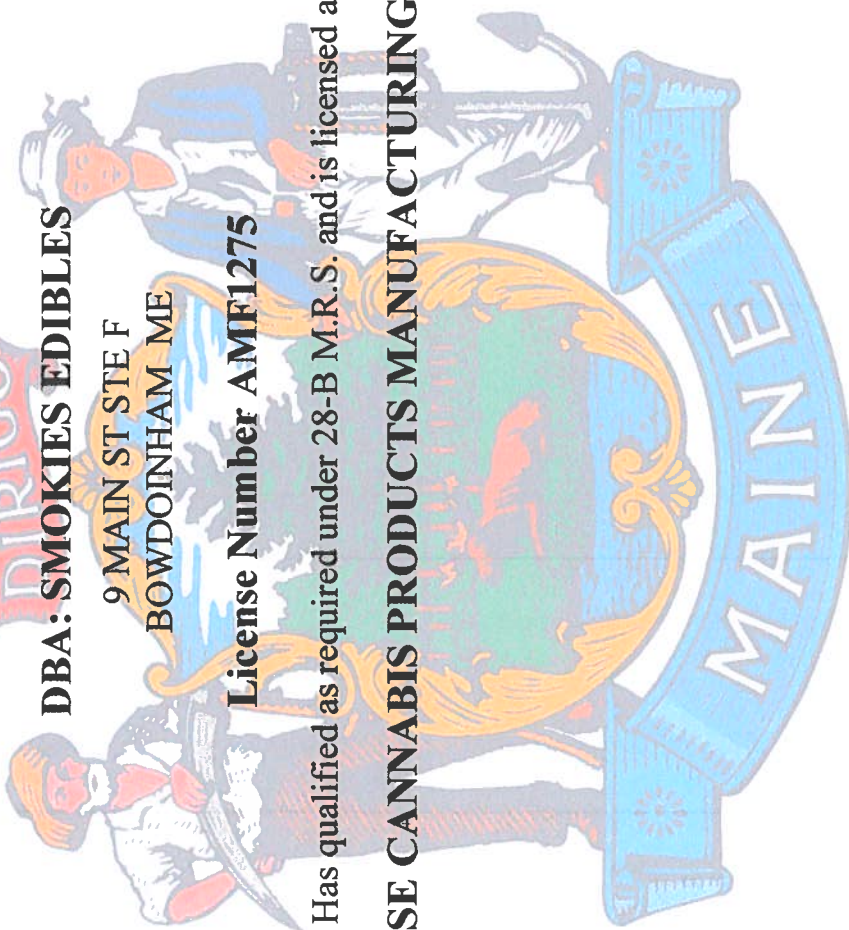 DIRIGO
DBA: SMOKIES EDIBLES
9 MAIN ST STE F
BOWDOINHAM ME
License Number AMF1275
Has qualified as required under 28-B M.R.S. and is licensed a
SE CANNABIS PRODUCTS MANUFACTURING
MAINE